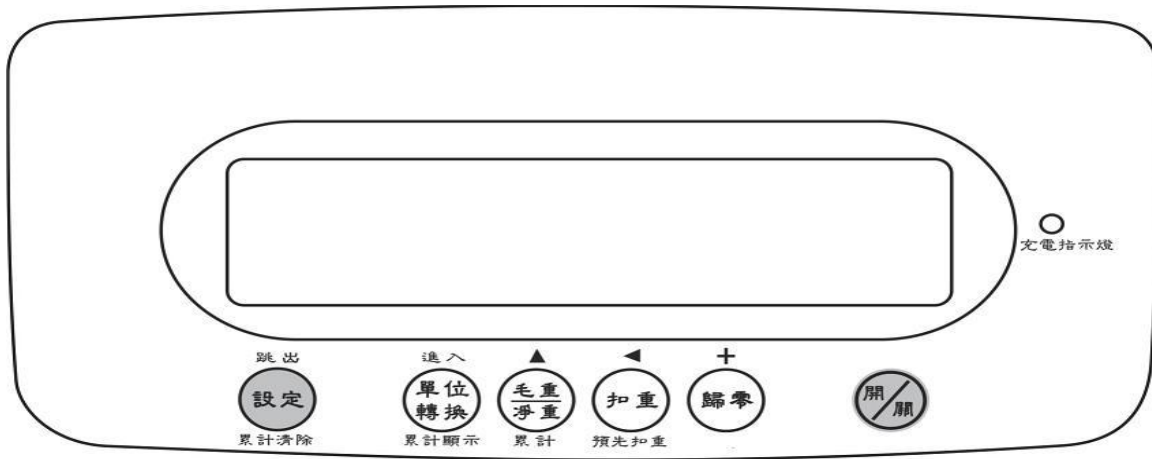 充電指示燈
跳出
進入
▲
◀
+
設定
單位
轉換
毛重
淨重
扣重
歸零
開/關
累計清除
累計顯示
累計
預先扣重